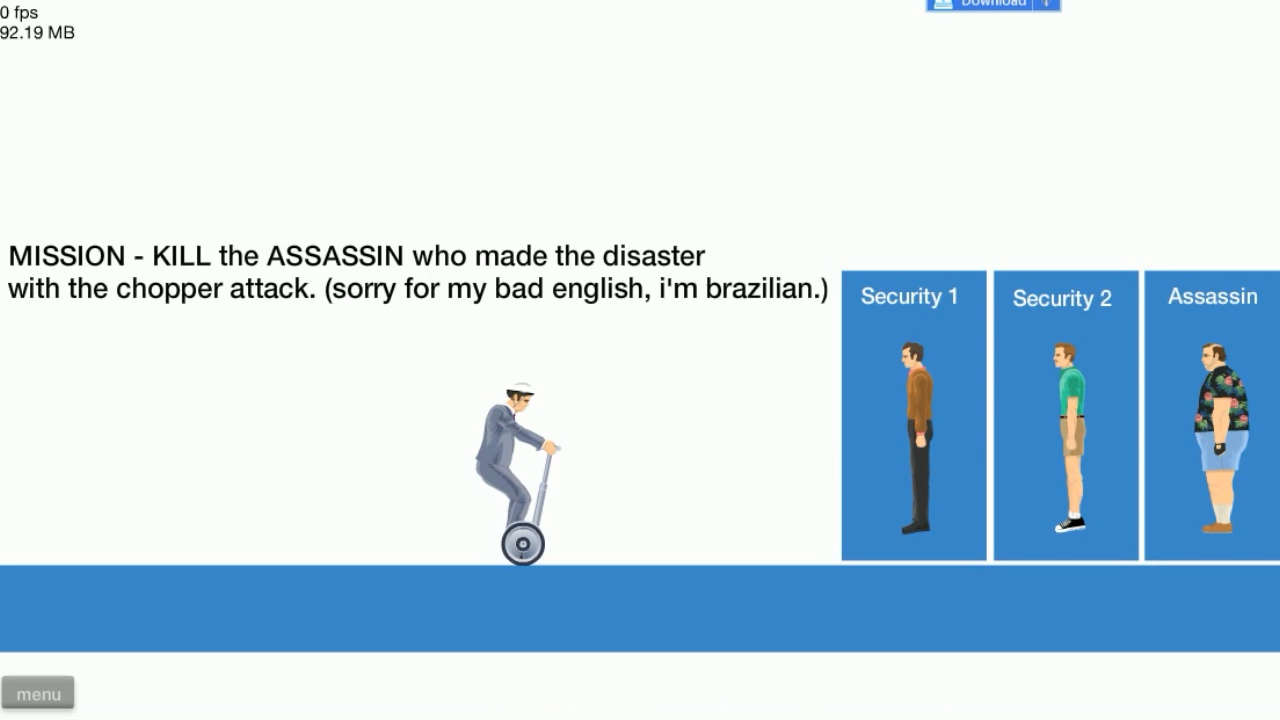 0 fps
92.19 MB
Download
MISSION - KILL the ASSASSIN who made the disaster
with the chopper attack. (sorry for my bad english, i'm brazilian.)
Security 1
Security 2
Assassin
menu